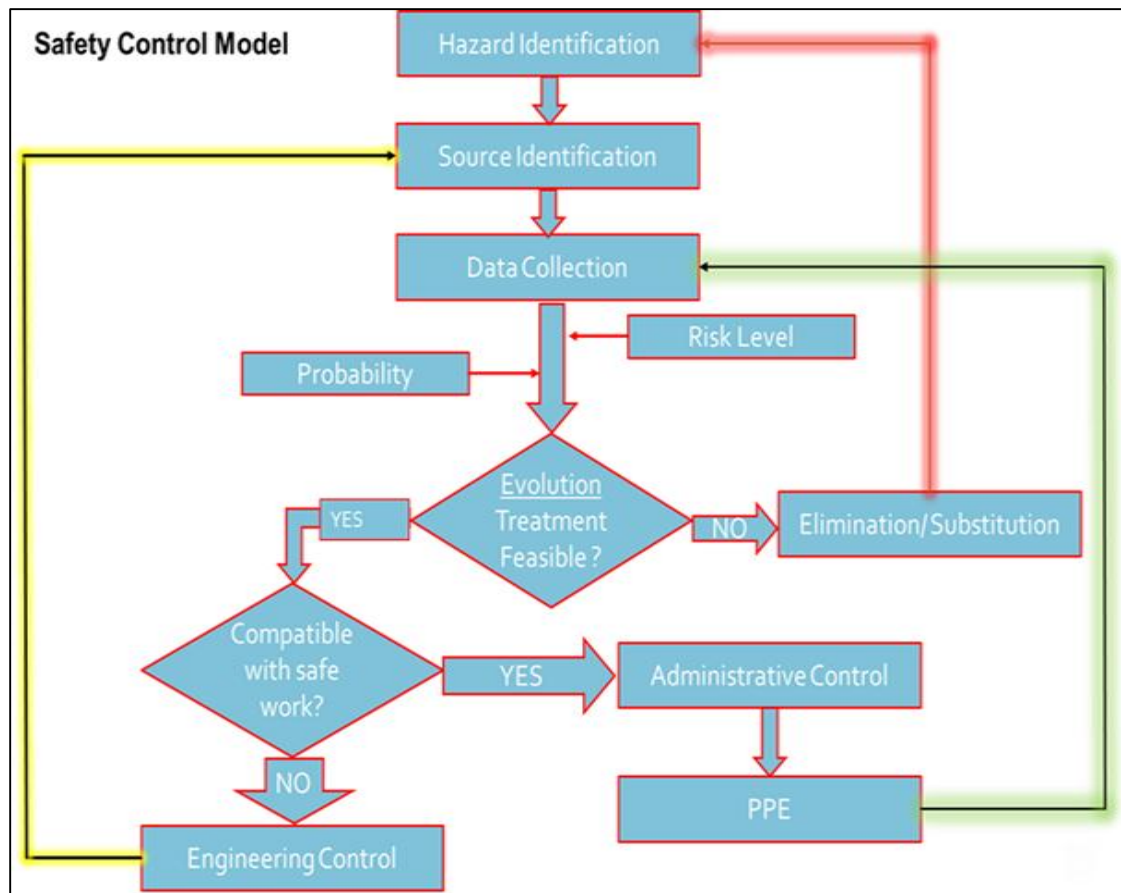 Safety Control Model
Hazard Identification
Source Identification
Data Collection
Risk Level
Probability
Evolution
Treatment
Feasible ?
YES
NO
Elimination/ Substitution
Compatible
with safe
work?
YES
Administrative Control
NO
PPE
Engineering Control